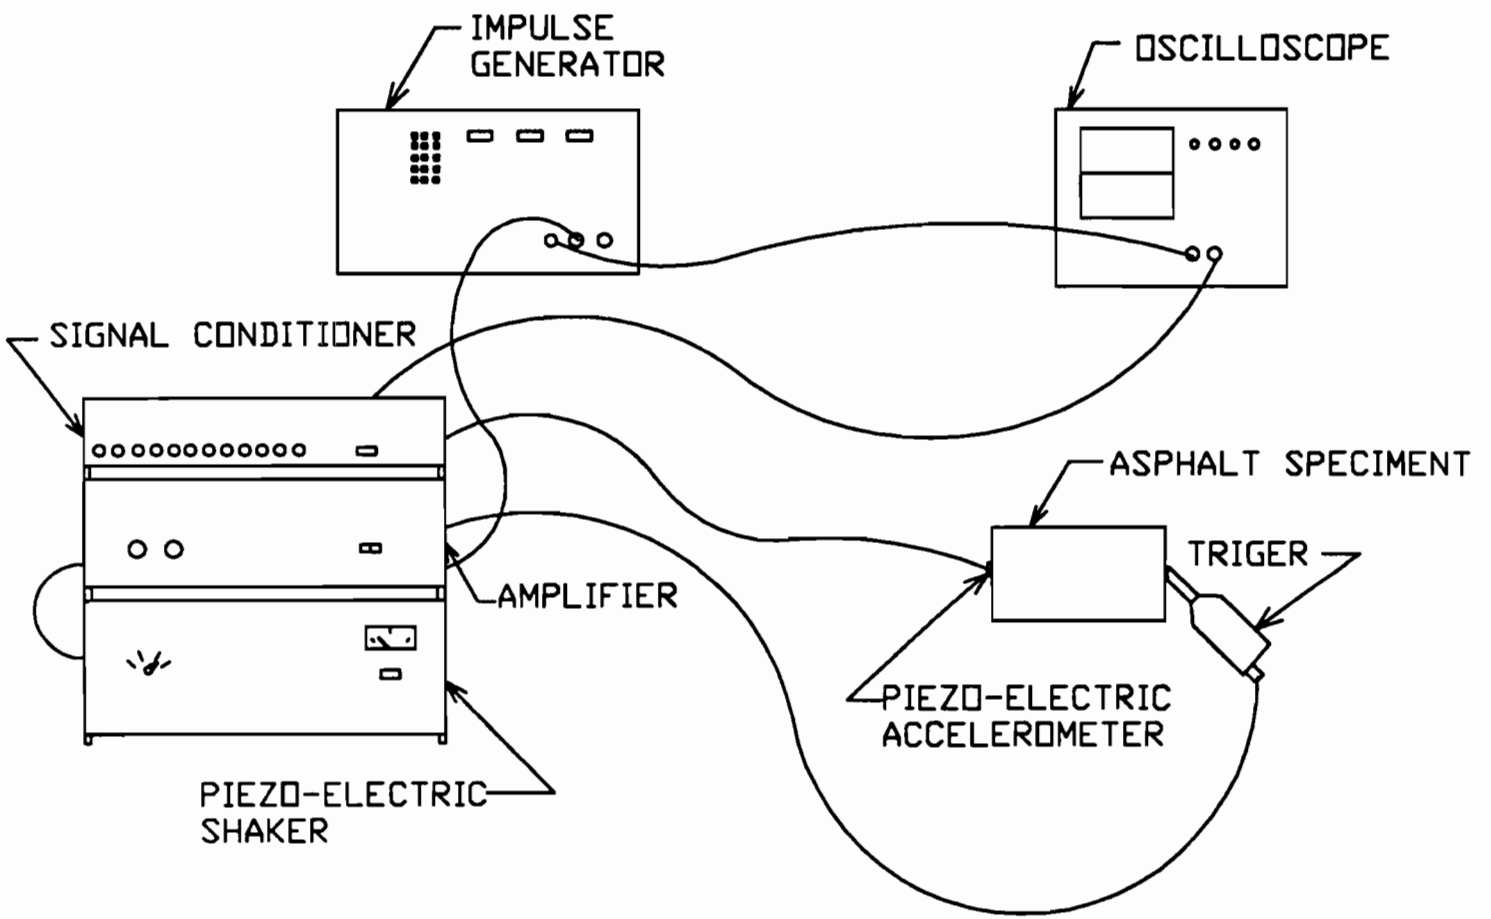 IMPULSE
GENERATOR
OSCILLOSCOPE
SIGNAL CONDITIONER
ASPHALT SPECIMENT
TRIGER
AMPLIFIER
PIEZO-ELECTRIC
ACCELEROMETER
PIEZO-ELECTRIC
SHAKER